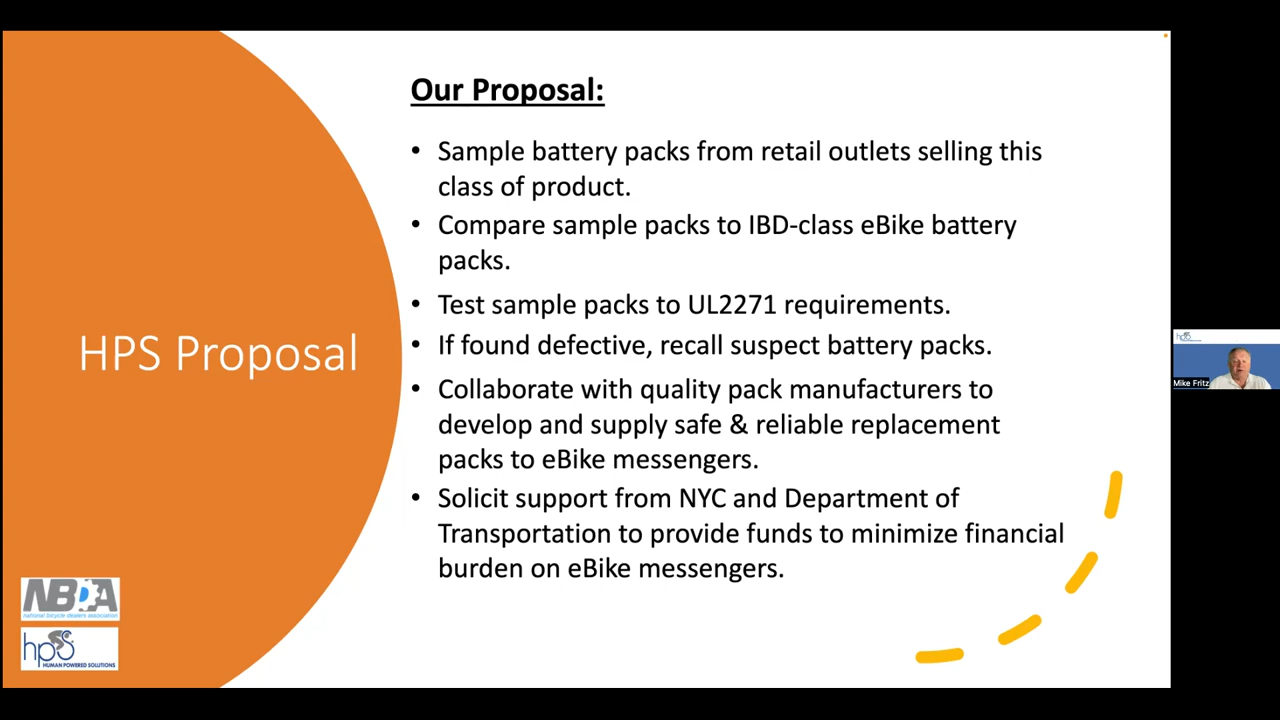 Our Proposal:
• Sample battery packs from retail outlets selling this
class of product.
• Compare sample packs to IBD-class eBike battery
packs.
• Test sample packs to UL2271 requirements.
• If found defective, recall suspect battery packs.
• Collaborate with quality pack manufacturers to
develop and supply safe & reliable replacement
packs to eBike messengers.
• Solicit support from NYC and Department of
Transportation to provide funds to minimize financial
burden on eBike messengers.
HPS Proposal
NBDA
national bicycle dealers association
hps
HUMAN POWERED SOLUTIONS
hps
Mike Fritz